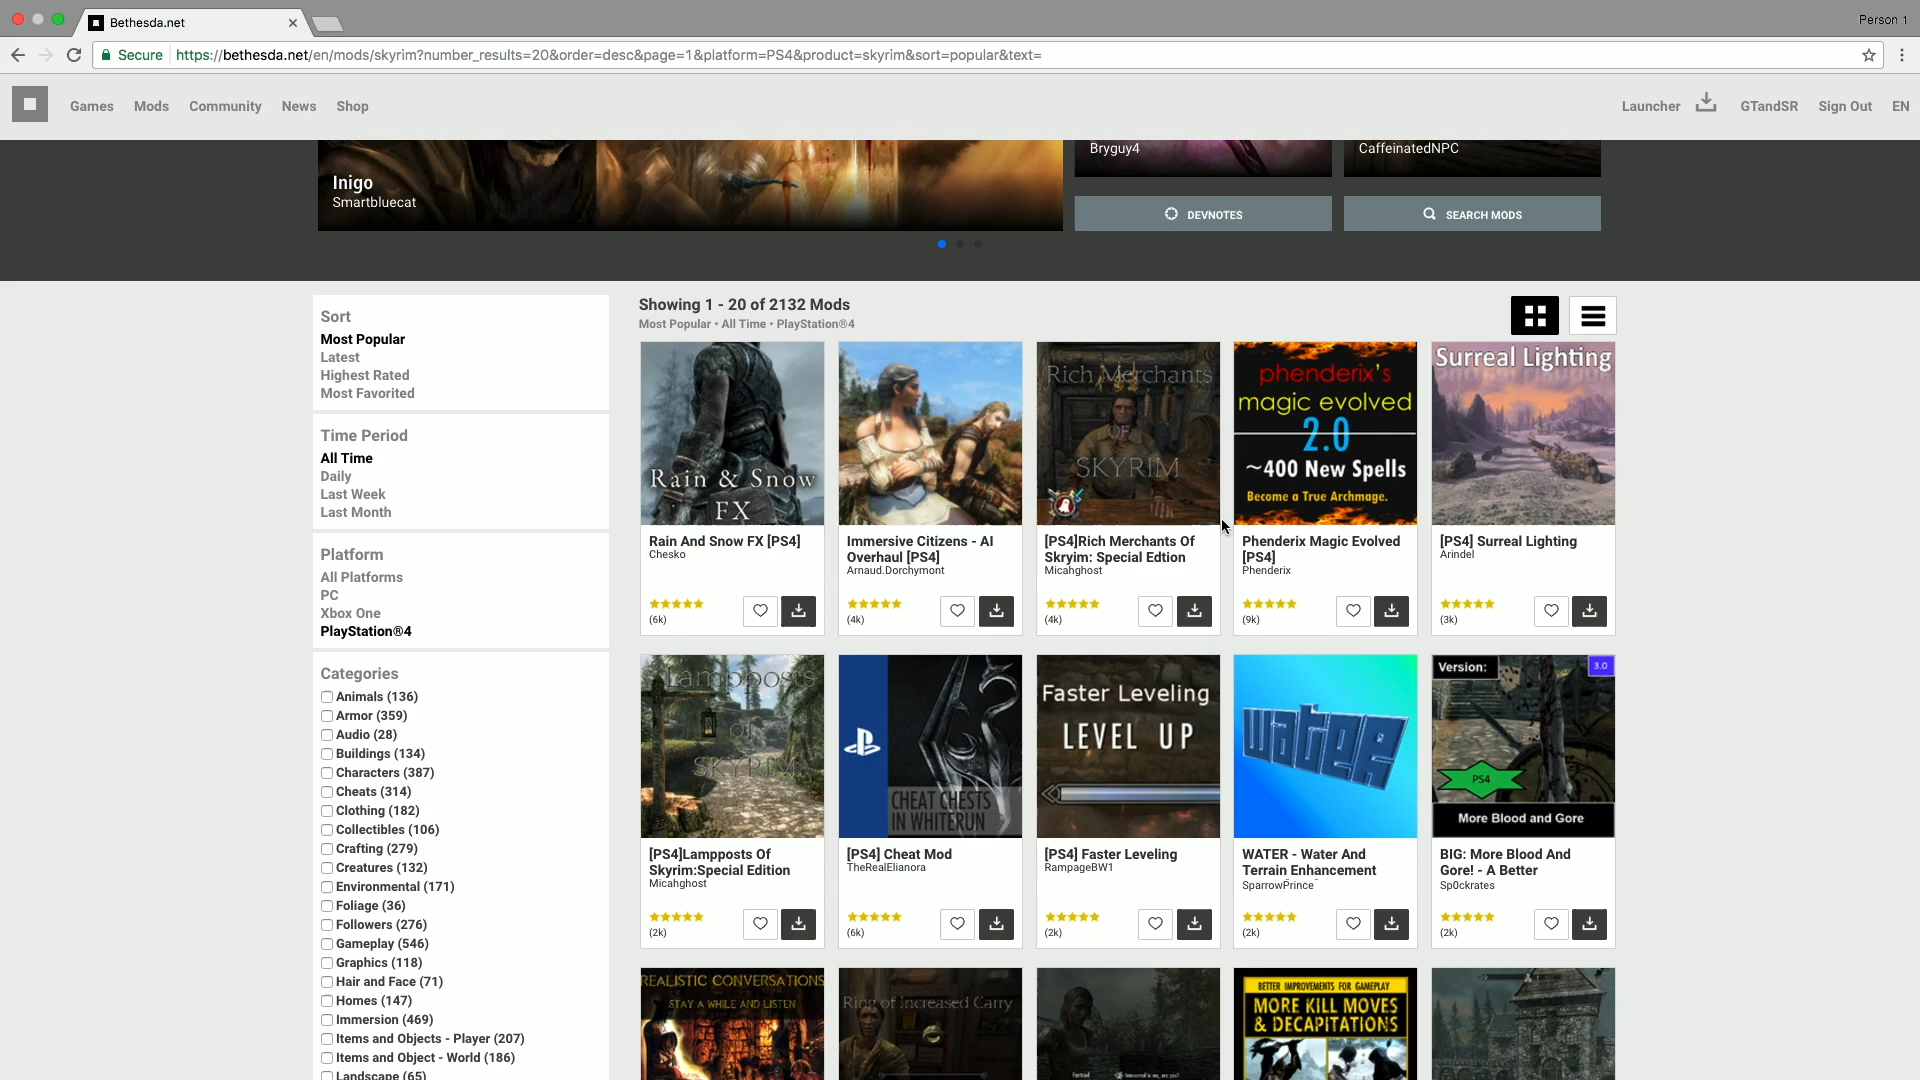 Bethesda.net
Person 1
Secure
https://bethesda.net/en/mods/skyrim?number_results=20&order=desc&page=1&platform=PS4&product=skyrim&sort=popular&text=
Games
Mods
Community
News
Shop
Launcher
GTandSR
Sign Out
EN
Inigo
Smartbluecat
Bryguy4
CaffeinatedNPC
DEVNOTES
SEARCH MODS
Sort
Most Popular
Latest
Highest Rated
Most Favorited
Time Period
All Time
Daily
Last Week
Last Month
Platform
All Platforms
PC
Xbox One
PlayStation®4
Categories
Animals (136)
Armor (359)
Audio (28)
Buildings (134)
Characters (387)
Cheats (314)
Clothing (182)
Collectibles (106)
Crafting (279)
Creatures (132)
Environmental (171)
Foliage (36)
Followers (276)
Gameplay (546)
Graphics (118)
Hair and Face (71)
Homes (147)
Immersion (469)
Items and Objects - Player (207)
Items and Object - World (186)
Landscape (65)
Showing 1 - 20 of 2132 Mods
Most Popular • All Time • PlayStation®4
Rain & Snow
FX
Rain And Snow FX [PS4]
Chesko
(6k)
Immersive Citizens - AI
Overhaul [PS4]
Arnaud.Dorchymont
(4k)
Rich Merchants
OF
SKYRIM
[PS4]Rich Merchants Of
Skryim: Special Edtion
Micahghost
(4k)
phenderix's
magic evolved
2.0
~400 New Spells
Become a True Archmage.
Phenderix Magic Evolved
[PS4]
Phenderix
(9k)
Surreal Lighting
[PS4] Surreal Lighting
Arindel
(3k)
Lampposts
Of
SKYRIM
[PS4]Lampposts Of
Skyrim:Special Edition
Micahghost
(2k)
CHEAT CHESTS
IN WHITERUN
[PS4] Cheat Mod
TheRealElianora
(6k)
Faster Leveling
LEVEL UP
[PS4] Faster Leveling
RampageBW1
(2k)
WATER
WATER - Water And
Terrain Enhancement
SparrowPrince
(2k)
Version:
3.0
PS4
More Blood and Gore
BIG: More Blood And
Gore! - A Better
Sp0ckrates
(2k)
REALISTIC CONVERSATIONS
STAY A WHILE AND LISTEN
Ring of Increased Carry
BETTER IMPROVEMENTS FOR GAMEPLAY
MORE KILL MOVES
& DECAPITATIONS